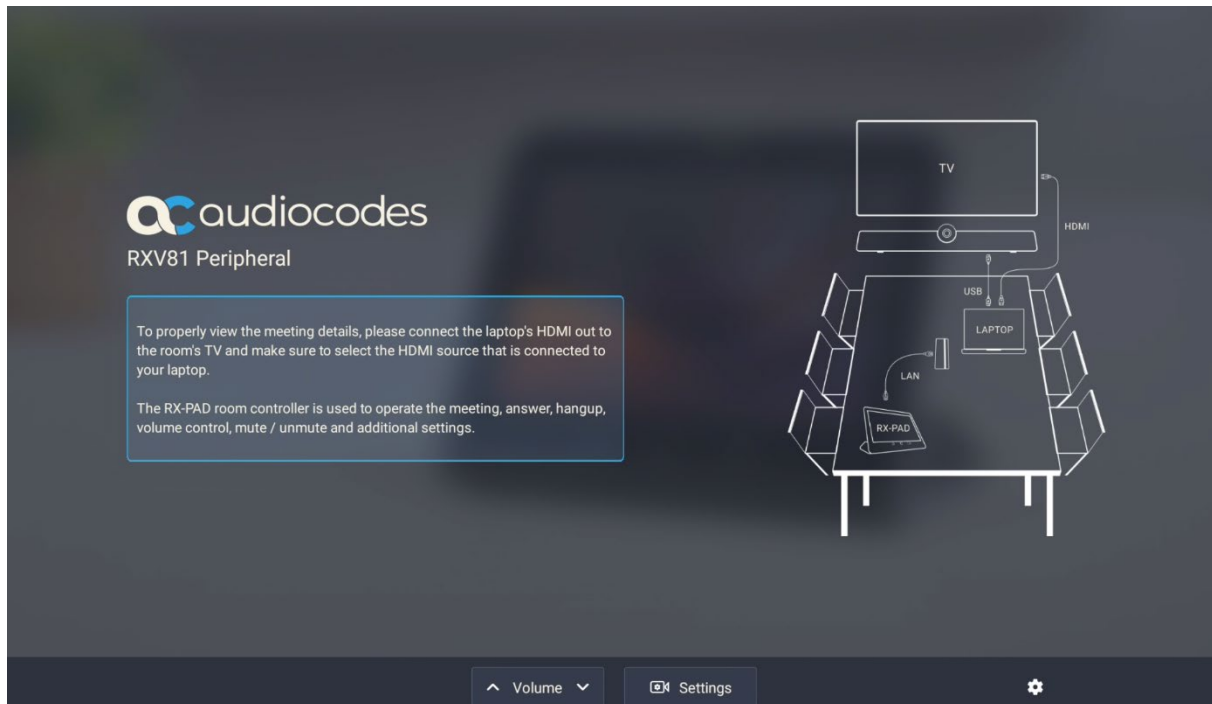 audiocodes
RXV81 Peripheral
To properly view the meeting details, please connect the laptop's HDMI out to
the room's TV and make sure to select the HDMI source that is connected to
your laptop.
The RX-PAD room controller is used to operate the meeting, answer, hangup,
volume control, mute / unmute and additional settings.
TV
HDMI
USB
LAPTOP
LAN
RX-PAD
Volume
Settings